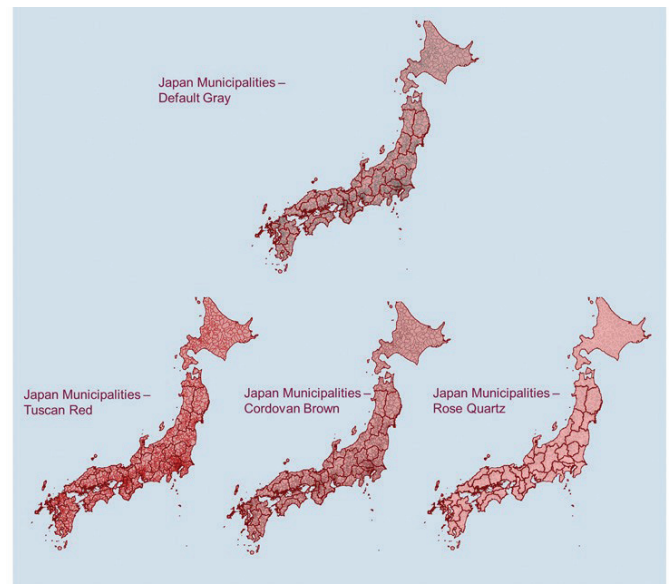 Japan Municipalities –
Default Gray
Japan Municipalities –
Tuscan Red
Japan Municipalities –
Cordovan Brown
Japan Municipalities –
Rose Quartz